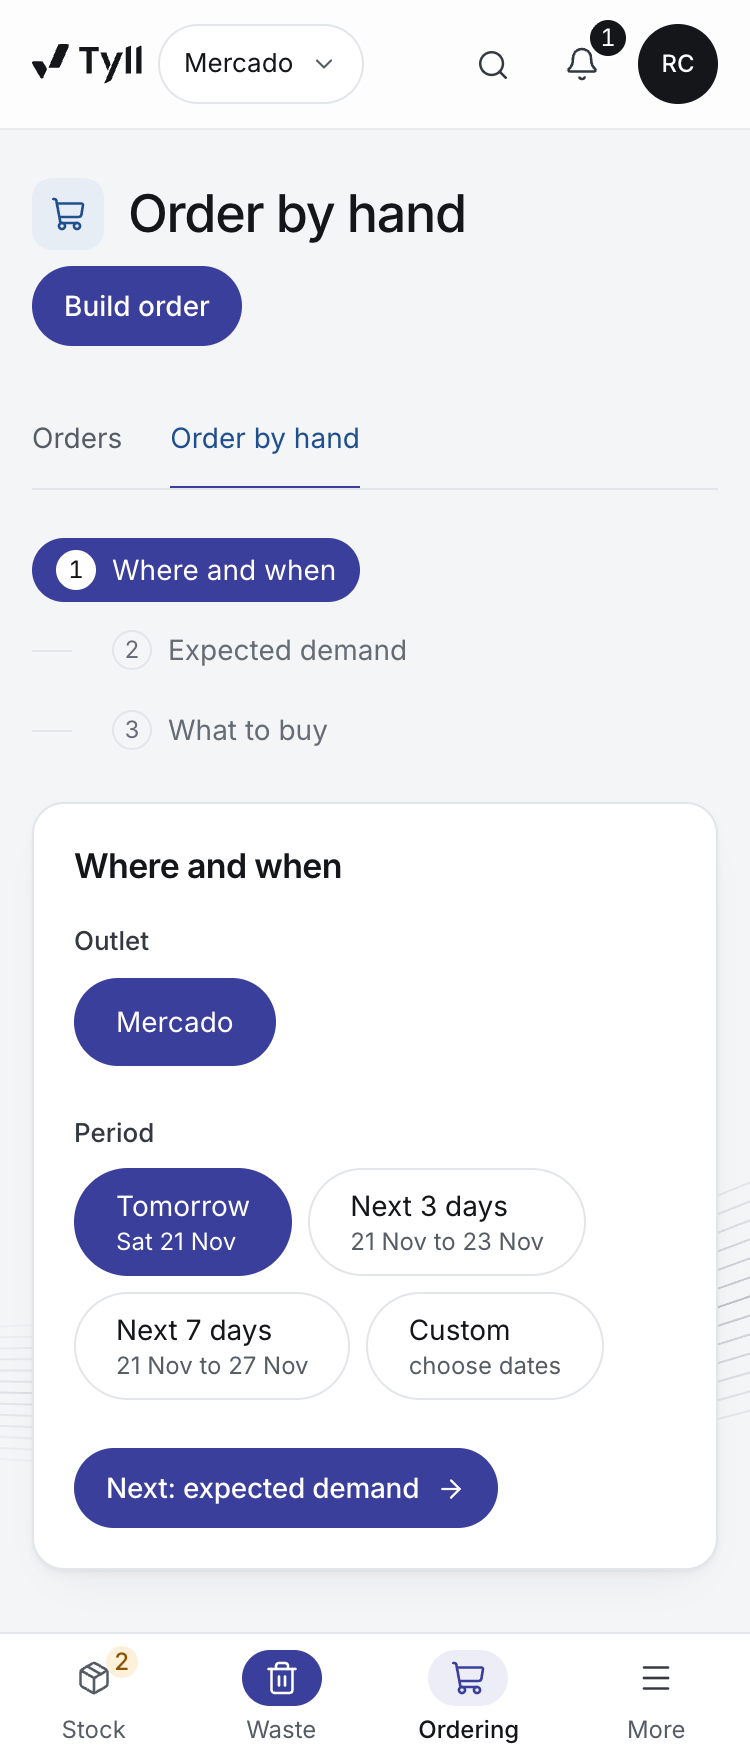 Tyll
Mercado
1
RC
Order by hand
Build order
Orders
Order by hand
1 Where and when
2 Expected demand
3 What to buy
Where and when
Outlet
Mercado
Period
Tomorrow
Sat 21 Nov
Next 3 days
21 Nov to 23 Nov
Next 7 days
21 Nov to 27 Nov
Custom
choose dates
Next: expected demand
2
Stock
Waste
Ordering
More